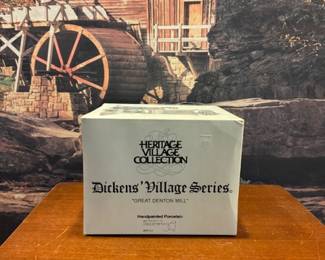 HERITAGE
VILLAGE
COLLECTION
Dickens' Village Series®
"GREAT DENTON MILL"
Handpainted Porcelain